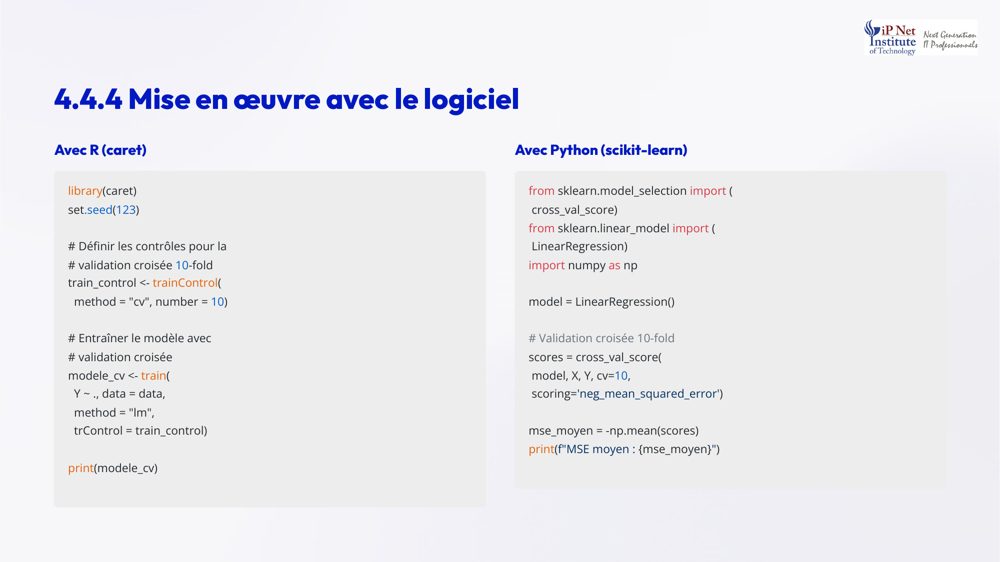 iP Net
Institute
of Technology
Next Generation
IT Professionnels
4.4.4 Mise en œuvre avec le logiciel
Avec R (caret)
library(caret)
set.seed(123)
# Définir les contrôles pour la
# validation croisée 10-fold
train_control <- trainControl(
method = "cv", number = 10)
# Entraîner le modèle avec
# validation croisée
modele_cv <- train(
Y ~ ., data = data,
method = "lm",
trControl = train_control)
print(modele_cv)
Avec Python (scikit-learn)
from sklearn.model_selection import (
cross_val_score)
from sklearn.linear_model import (
LinearRegression)
import numpy as np
model = LinearRegression()
# Validation croisée 10-fold
scores = cross_val_score(
model, X, Y, cv=10,
scoring='neg_mean_squared_error')
mse_moyen = -np.mean(scores)
print(f"MSE moyen : {mse_moyen}")